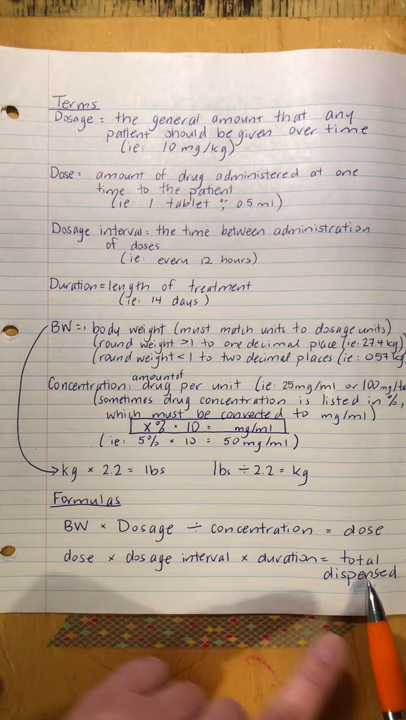 Terms
Dosage = the general amount that any
patient should be given over time
(ie: 10 mg/kg)
Dose = amount of drug administered at one
time to the patient
(ie: 1 tablet or 0.5 ml)
Dosage interval = the time between administration
of doses
(ie: every 12 hours)
Duration = length of treatment
(ie: 14 days)
BW = body weight (must match units to dosage units)
(round weight >1 to one decimal place (ie: 27.4 kg)
(round weight <1 to two decimal places (ie: 0.57 kg)
Concentration: amount of drug per unit (ie: 25mg/ml or 100mg/
(sometimes drug concentration is listed in %,
which must be converted to mg/ml)
X% × 10 = mg/ml
(ie: 5% × 10 = 50 mg/ml)
kg × 2.2 = lbs lbs ÷ 2.2 = kg
Formulas
BW × Dosage ÷ concentration = dose
dose × dosage interval × duration = total
dispensed